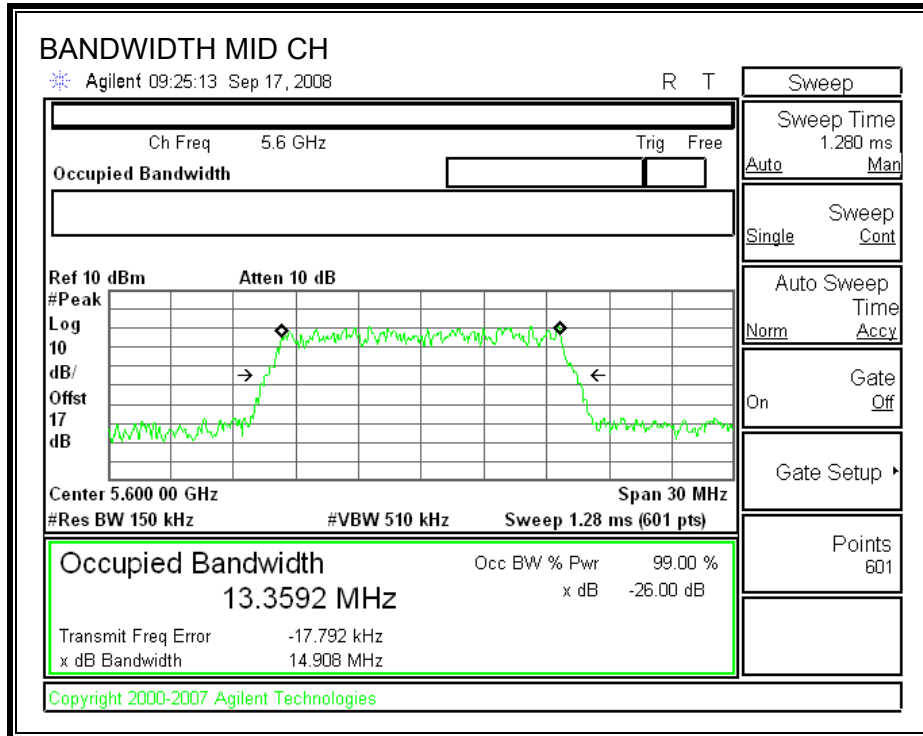 BANDWIDTH MID CH
Agilent 09:25:13 Sep 17, 2008 R T
Ch Freq 5.6 GHz Trig Free
Occupied Bandwidth
Ref 10 dBm Atten 10 dB
#Peak
Log
10
dB/
Offst
17
dB
Center 5.600 00 GHz Span 30 MHz
#Res BW 150 kHz #VBW 510 kHz Sweep 1.28 ms (601 pts)
Occupied Bandwidth Occ BW % Pwr 99.00 %
13.3592 MHz x dB -26.00 dB
Transmit Freq Error -17.792 kHz
x dB Bandwidth 14.908 MHz
Copyright 2000-2007 Agilent Technologies
Sweep
Sweep Time
1.280 ms
Auto Man
Sweep
Single Cont
Auto Sweep
Time
Norm Accy
Gate
On Off
Gate Setup
Points
601